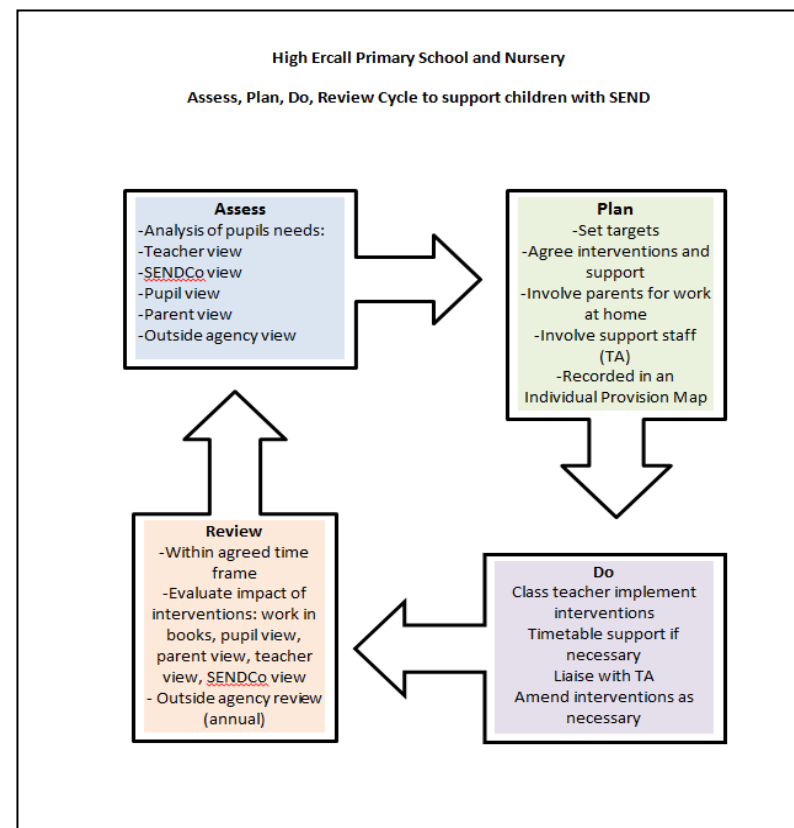 High Ercall Primary School and Nursery
Assess, Plan, Do, Review Cycle to support children with SEND
Assess
-Analysis of pupils needs:
-Teacher view
-SENDCo view
-Pupil view
-Parent view
-Outside agency view
Plan
-Set targets
-Agree interventions and
support
-Involve parents for work
at home
-Involve support staff
(TA)
-Recorded in an
Individual Provision Map
Do
Class teacher implement
interventions
Timetable support if
necessary
Liaise with TA
Amend interventions as
necessary
Review
-Within agreed time
frame
-Evaluate impact of
interventions: work in
books, pupil view,
parent view, teacher
view, SENDCo view
- Outside agency review
(annual)